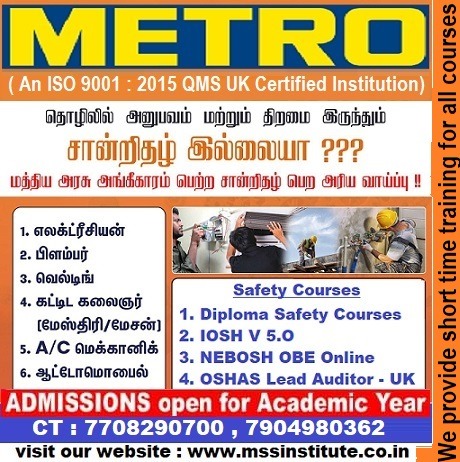 METRO
( An ISO 9001 : 2015 QMS UK Certified Institution)
தொழிலில் அனுபவம் மற்றும் திறமை இருந்தும்
சான்றிதழ் இல்லையா ???
மத்திய அரசு அங்கீகாரம் பெற்ற சான்றிதழ் பெற அரிய வாய்ப்பு !!
1. எலக்ட்ரீசியன்
2. பிளம்பர்
3. வெல்டிங்
4. கட்டிட கலைஞர்
(மேஸ்திரி/மேசன்)
5. A/C மெக்கானிக்
6. ஆட்டோமொபைல்
Safety Courses
1. Diploma Safety Courses
2. IOSH V 5.O
3. NEBOSH OBE Online
4. OSHAS Lead Auditor - UK
ADMISSIONS open for Academic Year
CT : 7708290700 , 7904980362
visit our website : www.mssinstitute.co.in
We provide short time training for all courses